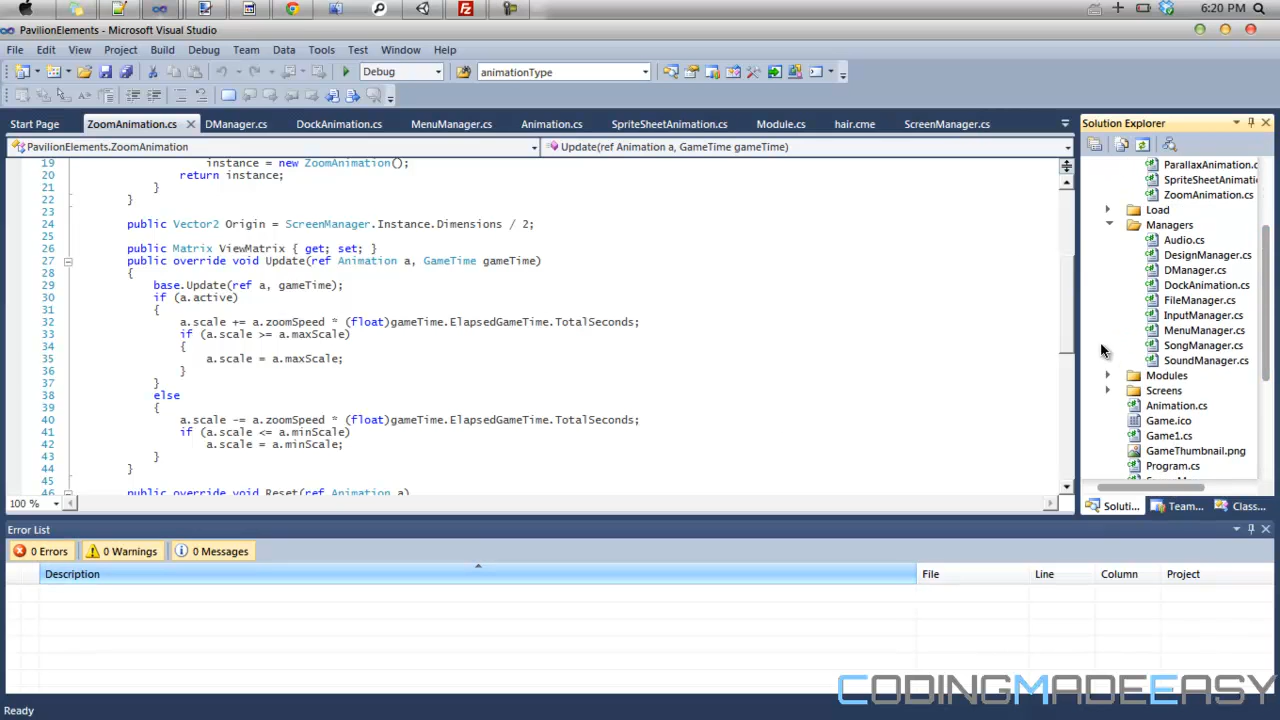 6:20 PM
PavilionElements - Microsoft Visual Studio
File Edit View Project Build Debug Team Data Tools Test Window Help
Debug animationType
Start Page ZoomAnimation.cs DManager.cs DockAnimation.cs MenuManager.cs Animation.cs SpriteSheetAnimation.cs Module.cs hair.cme ScreenManager.cs
PavilionElements.ZoomAnimation Update(ref Animation a, GameTime gameTime)
19 instance = new ZoomAnimation();
20 return instance;
21 }
22 }
23
24 public Vector2 Origin = ScreenManager.Instance.Dimensions / 2;
25
26 public Matrix ViewMatrix { get; set; }
27 public override void Update(ref Animation a, GameTime gameTime)
28 {
29 base.Update(ref a, gameTime);
30 if (a.active)
31 {
32 a.scale += a.zoomSpeed * (float)gameTime.ElapsedGameTime.TotalSeconds;
33 if (a.scale >= a.maxScale)
34 {
35 a.scale = a.maxScale;
36 }
37 }
38 else
39 {
40 a.scale -= a.zoomSpeed * (float)gameTime.ElapsedGameTime.TotalSeconds;
41 if (a.scale <= a.minScale)
42 a.scale = a.minScale;
43 }
44 }
45
46 public override void Reset(ref Animation a)
100 %
Solution Explorer
ParallaxAnimation.c
SpriteSheetAnimati
ZoomAnimation.cs
Load
Managers
Audio.cs
DesignManager.cs
DManager.cs
DockAnimation.cs
FileManager.cs
InputManager.cs
MenuManager.cs
SongManager.cs
SoundManager.cs
Modules
Screens
Animation.cs
Game.ico
Game1.cs
GameThumbnail.png
Program.cs
Soluti... Team... Class...
Error List
0 Errors 0 Warnings 0 Messages
Description File Line Column Project
CODINGMADEEASY
Ready